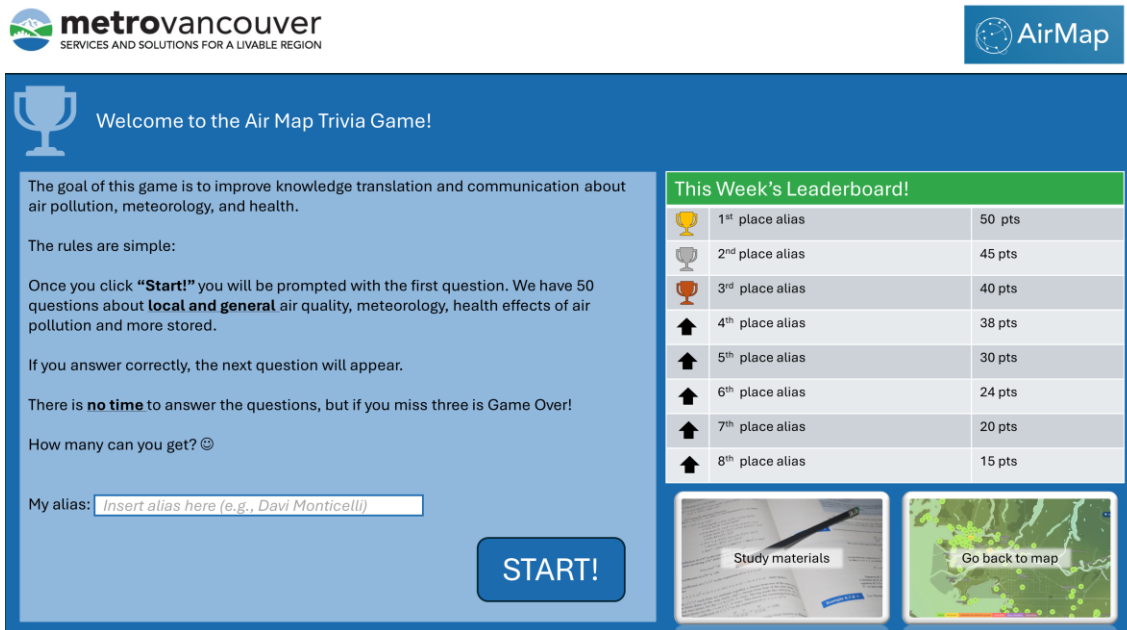 metrovancouver
SERVICES AND SOLUTIONS FOR A LIVABLE REGION
AirMap
Welcome to the Air Map Trivia Game!
The goal of this game is to improve knowledge translation and communication about
air pollution, meteorology, and health.
The rules are simple:
Once you click “Start!” you will be prompted with the first question. We have 50
questions about local and general air quality, meteorology, health effects of air
pollution and more stored.
If you answer correctly, the next question will appear.
There is no time to answer the questions, but if you miss three is Game Over!
How many can you get? ☺
My alias: Insert alias here (e.g., Davi Monticelli)
START!
This Week’s Leaderboard!
1st place alias 50 pts
2nd place alias 45 pts
3rd place alias 40 pts
4th place alias 38 pts
5th place alias 30 pts
6th place alias 24 pts
7th place alias 20 pts
8th place alias 15 pts
Study materials
Go back to map